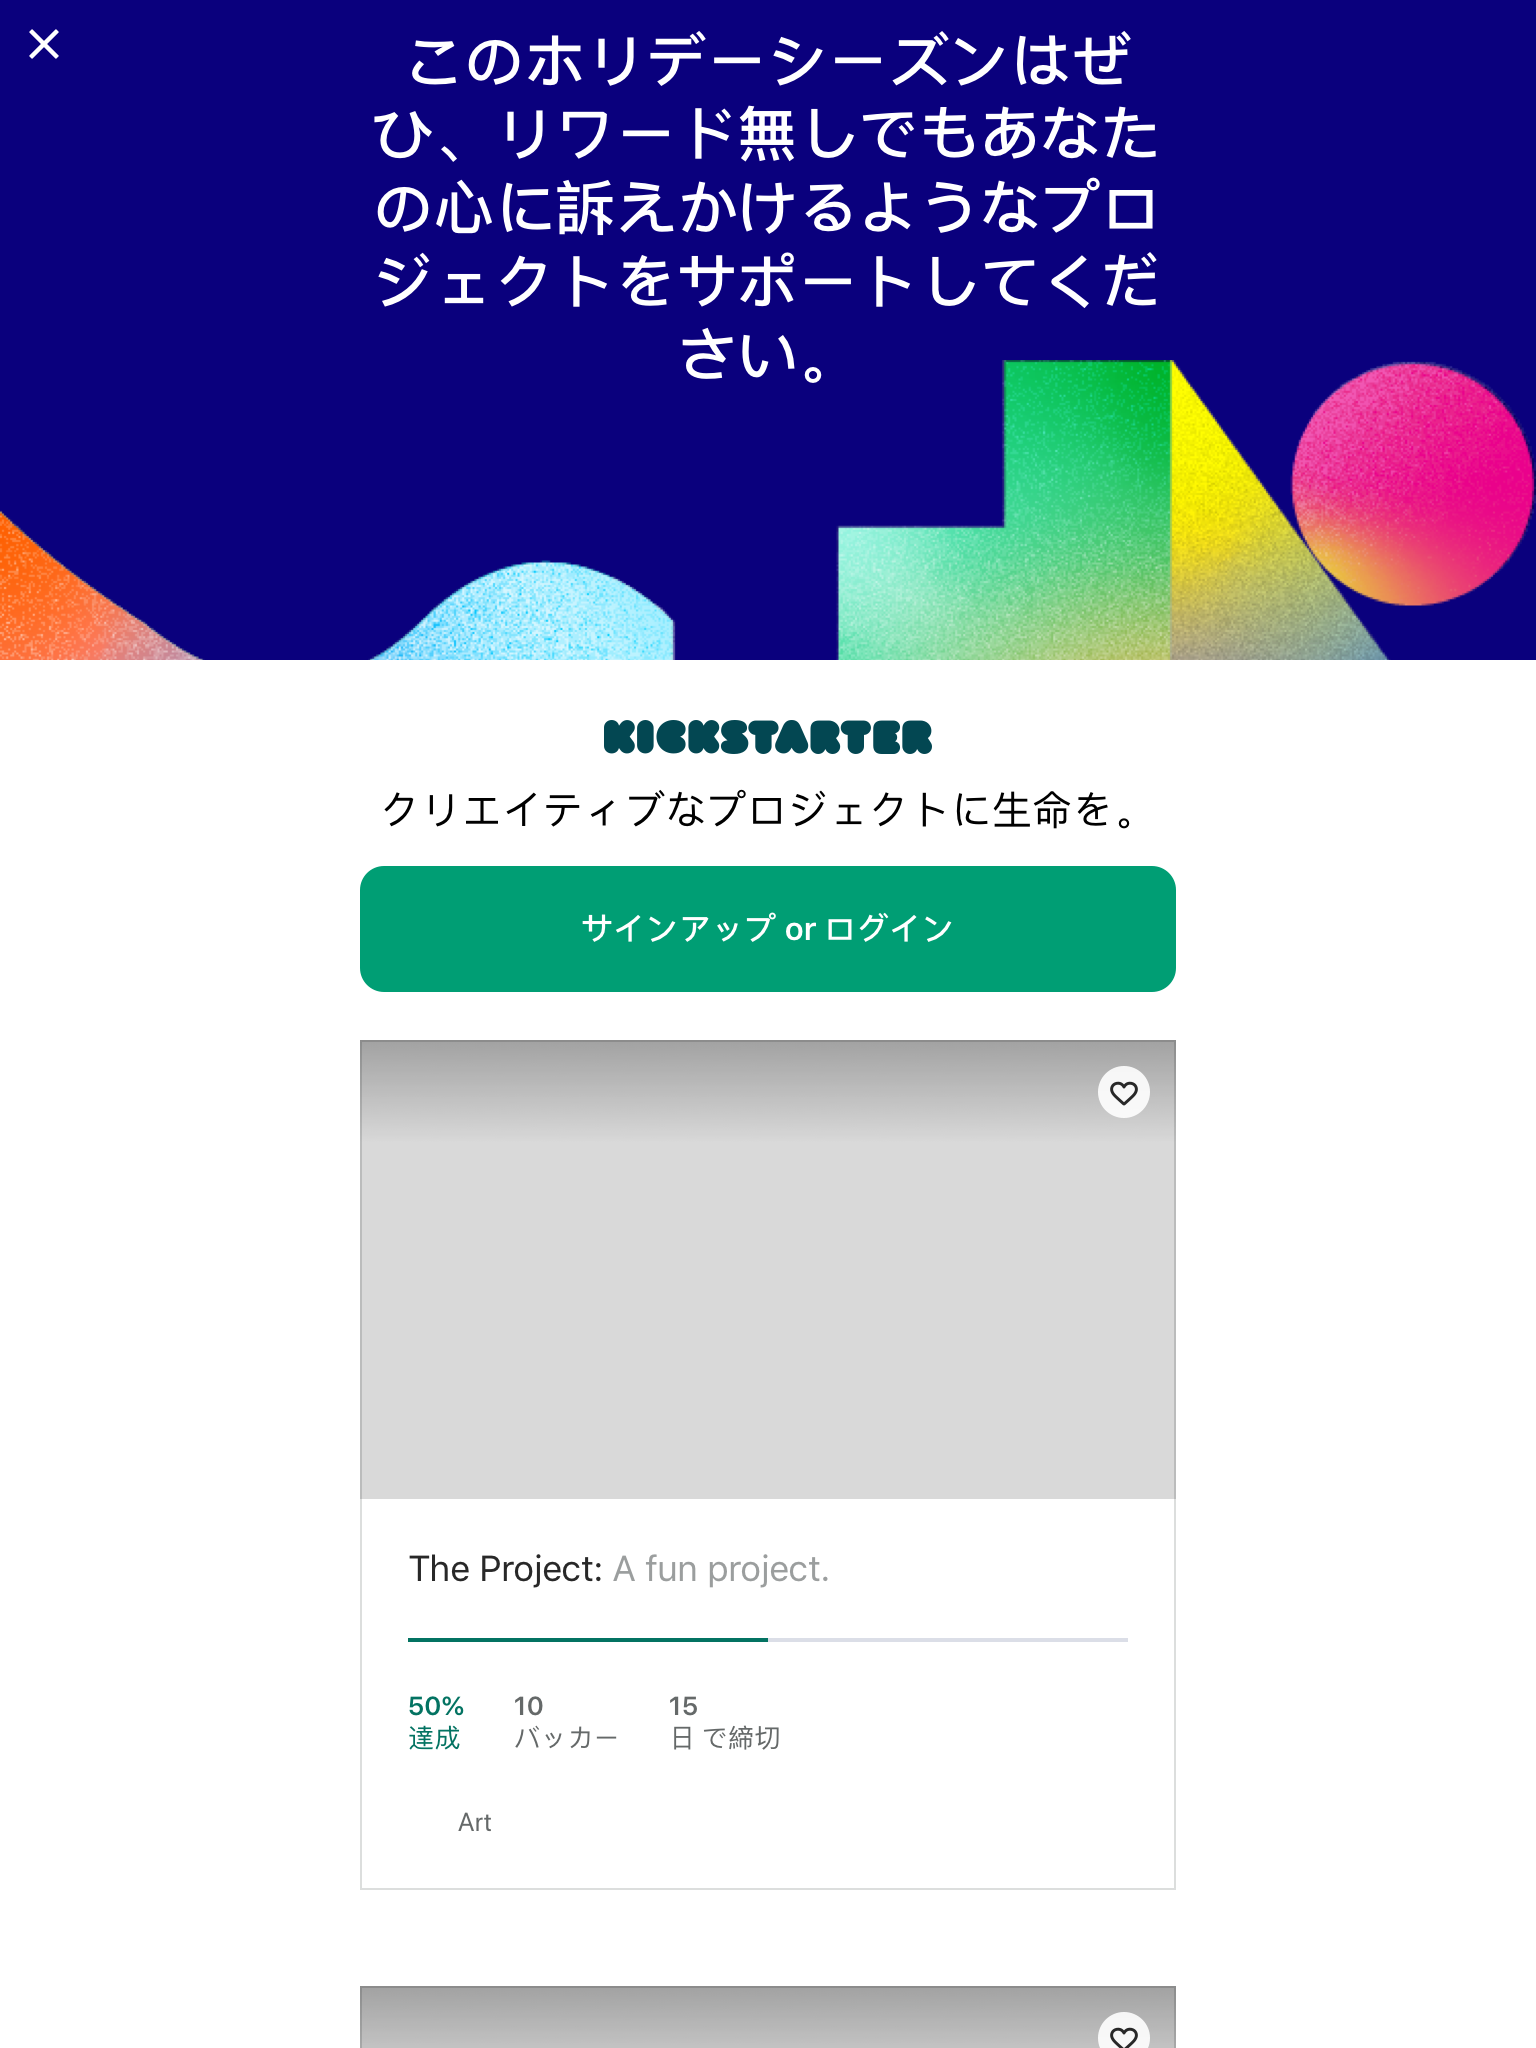 このホリデーシーズンはぜ
ひ、リワード無しでもあなた
の心に訴えかけるようなプロ
ジェクトをサポートしてくだ
さい。
KICKSTARTER
クリエイティブなプロジェクトに生命を。
サインアップ or ログイン
The Project: A fun project.
50% 10 15
達成 バッカー 日 で締切
Art